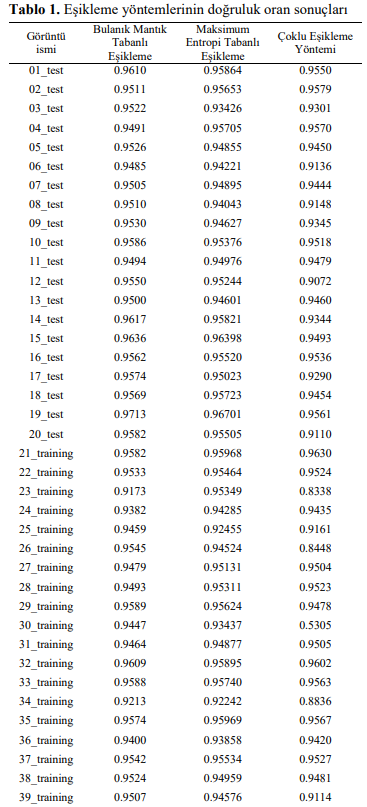 Tablo 1. Eşikleme yöntemlerinin doğruluk oran sonuçları
Görüntü ismi Bulanık Mantık Tabanlı Eşikleme Maksimum Entropi Tabanlı Eşikleme Çoklu Eşikleme Yöntemi
01_test 0.9610 0.95864 0.9550
02_test 0.9511 0.95653 0.9579
03_test 0.9522 0.93426 0.9301
04_test 0.9491 0.95705 0.9570
05_test 0.9526 0.94855 0.9450
06_test 0.9485 0.94221 0.9136
07_test 0.9505 0.94895 0.9444
08_test 0.9510 0.94043 0.9148
09_test 0.9530 0.94627 0.9345
10_test 0.9586 0.95376 0.9518
11_test 0.9494 0.94976 0.9479
12_test 0.9550 0.95244 0.9072
13_test 0.9500 0.94601 0.9460
14_test 0.9617 0.95821 0.9344
15_test 0.9636 0.96398 0.9493
16_test 0.9562 0.95520 0.9536
17_test 0.9574 0.95023 0.9290
18_test 0.9569 0.95723 0.9454
19_test 0.9713 0.96701 0.9561
20_test 0.9582 0.95505 0.9110
21_training 0.9582 0.95968 0.9630
22_training 0.9533 0.95464 0.9524
23_training 0.9173 0.95349 0.8338
24_training 0.9382 0.94285 0.9435
25_training 0.9459 0.92455 0.9161
26_training 0.9545 0.94524 0.8448
27_training 0.9479 0.95131 0.9504
28_training 0.9493 0.95311 0.9523
29_training 0.9589 0.95624 0.9478
30_training 0.9447 0.93437 0.5305
31_training 0.9464 0.94877 0.9505
32_training 0.9609 0.95895 0.9602
33_training 0.9588 0.95740 0.9563
34_training 0.9213 0.92242 0.8836
35_training 0.9574 0.95969 0.9567
36_training 0.9400 0.93858 0.9420
37_training 0.9542 0.95534 0.9527
38_training 0.9524 0.94959 0.9481
39_training 0.9507 0.94576 0.9114